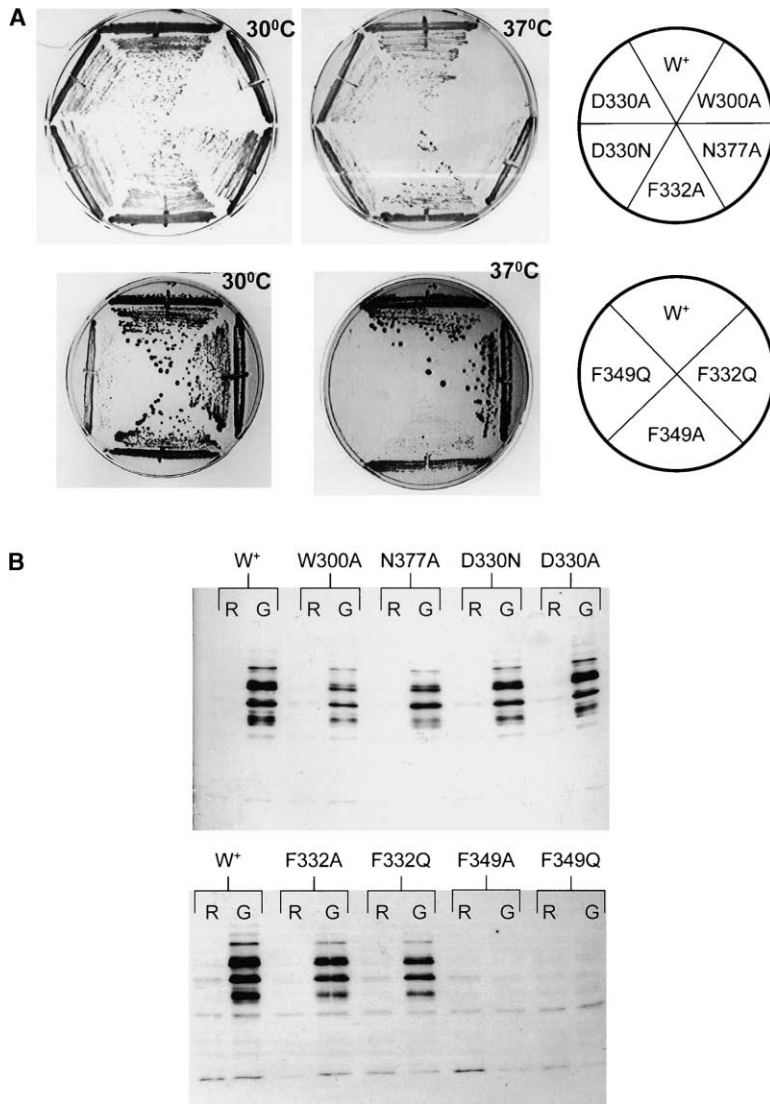 A
30⁰C
37⁰C
W⁺
D330A
W300A
D330N
N377A
F332A
30⁰C
37⁰C
W⁺
F349Q
F332Q
F349A
B
W⁺ W300A N377A D330N D330A
R G R G R G R G R G
W⁺ F332A F332Q F349A F349Q
R G R G R G R G R G